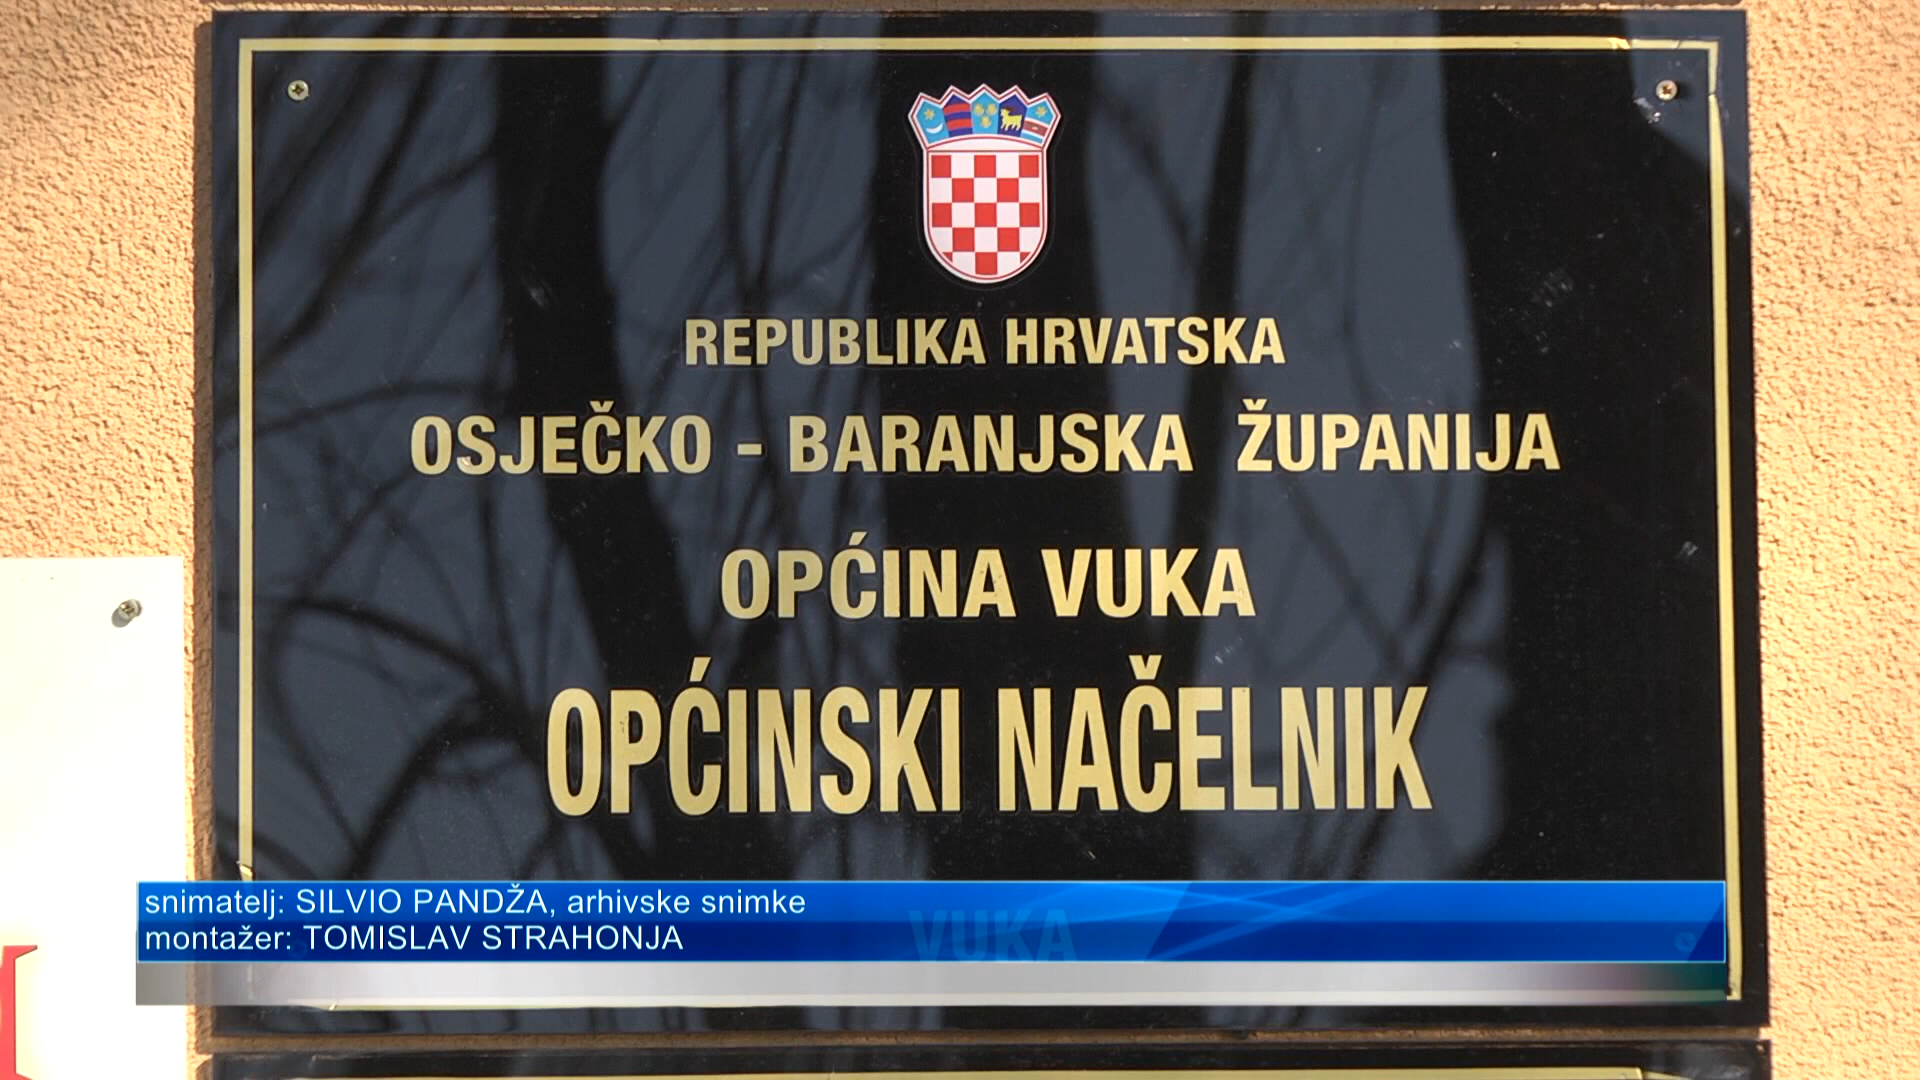 REPUBLIKA HRVATSKA
OSJEČKO - BARANJSKA ŽUPANIJA
OPĆINA VUKA
OPĆINSKI NAČELNIK
snimatelj: SILVIO PANDŽA, arhivske snimke
VUKA
montažer: TOMISLAV STRAHONJA